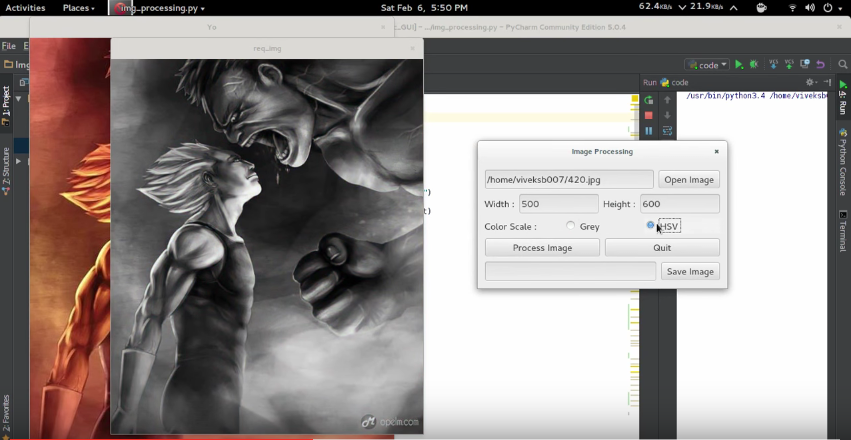 Activities Places img_processing.py Sat Feb 6, 5:50 PM 62.4KB/s 21.9KB/s
Yo
_GUI] - .../img_processing.py - PyCharm Community Edition 5.0.4
req_img
File
code
1: Project
Run code
/usr/bin/python3.4 /home/viveksb
4: Run
Image Processing
/home/viveksb007/420.jpg Open Image
Width : 500 Height : 600
Color Scale : Grey HSV
Process Image Quit
Save Image
7: Structure
Python Console
Terminal
2: Favorites
opelm.com